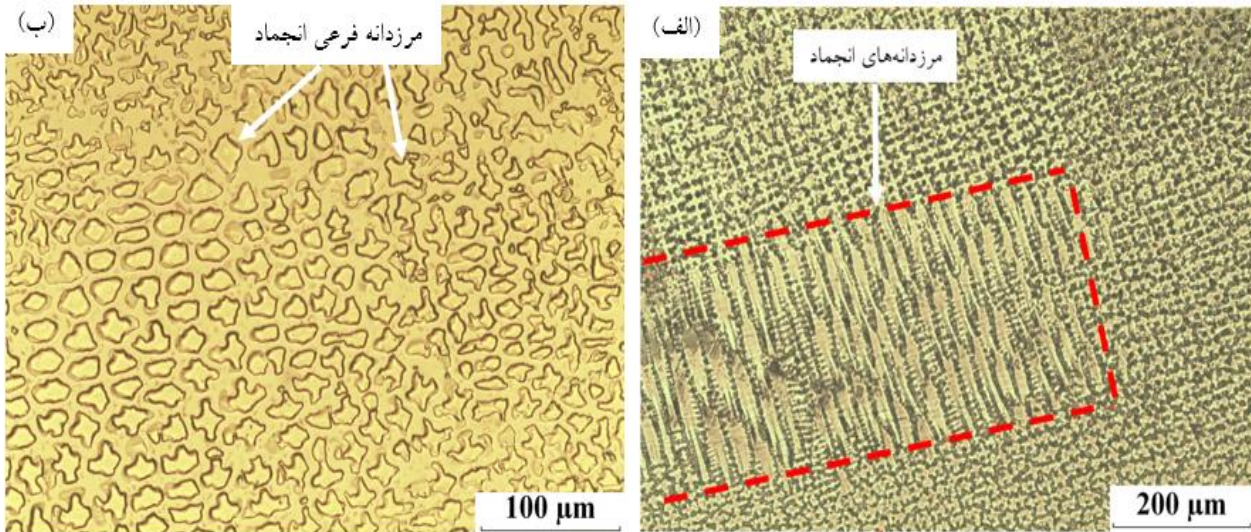 (الف)
مرزدانه‌های انجماد
200 µm
(ب)
مرزدانه فرعی انجماد
100 µm